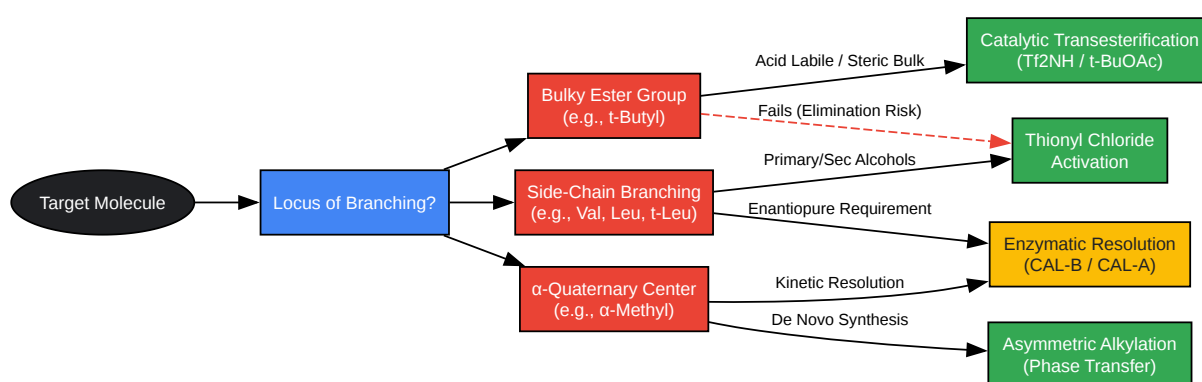 Target Molecule
Locus of Branching?
Bulky Ester Group
(e.g., t-Butyl)
Side-Chain Branching
(e.g., Val, Leu, t-Leu)
α-Quaternary Center
(e.g., α-Methyl)
Acid Labile / Steric Bulk
Fails (Elimination Risk)
Primary/Sec Alcohols
Enantiopure Requirement
Kinetic Resolution
De Novo Synthesis
Catalytic Transesterification
(Tf2NH / t-BuOAc)
Thionyl Chloride
Activation
Enzymatic Resolution
(CAL-B / CAL-A)
Asymmetric Alkylation
(Phase Transfer)